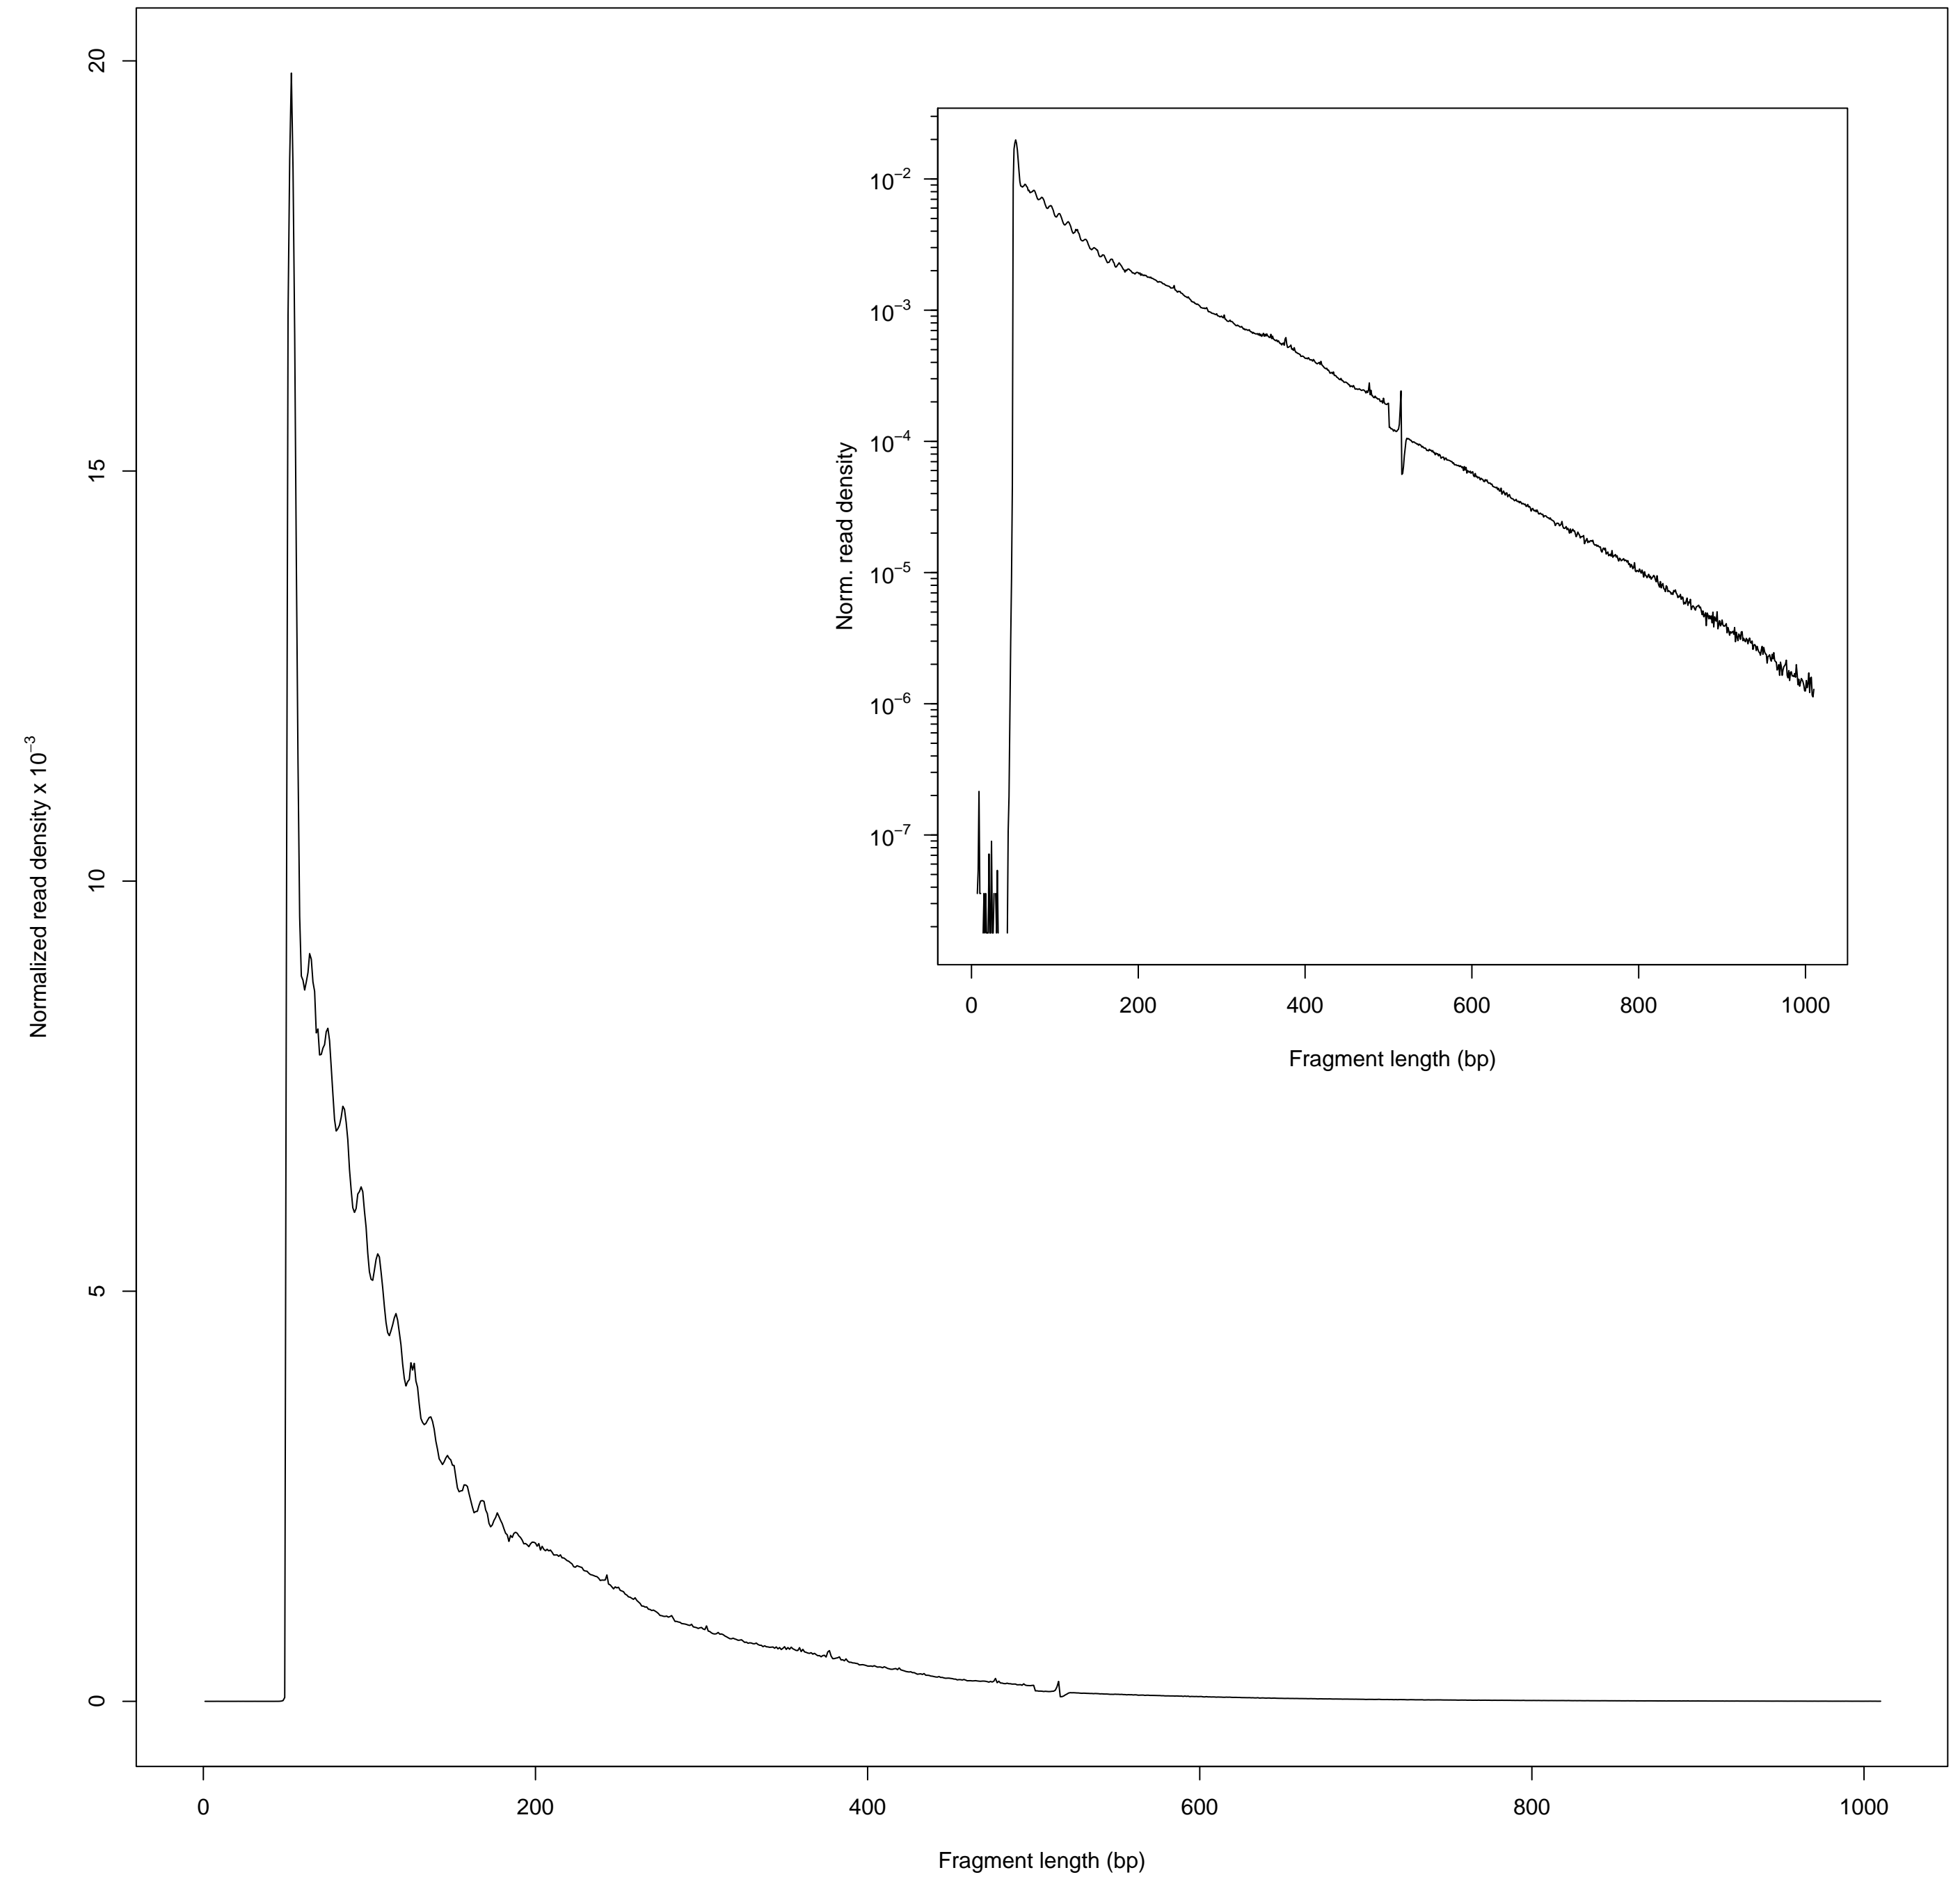 Normalized read density x 10⁻³
20
15
10
5
0
0 200 400 600 800 1000
Fragment length (bp)
Norm. read density
10⁻²
10⁻³
10⁻⁴
10⁻⁵
10⁻⁶
10⁻⁷
0 200 400 600 800 1000
Fragment length (bp)